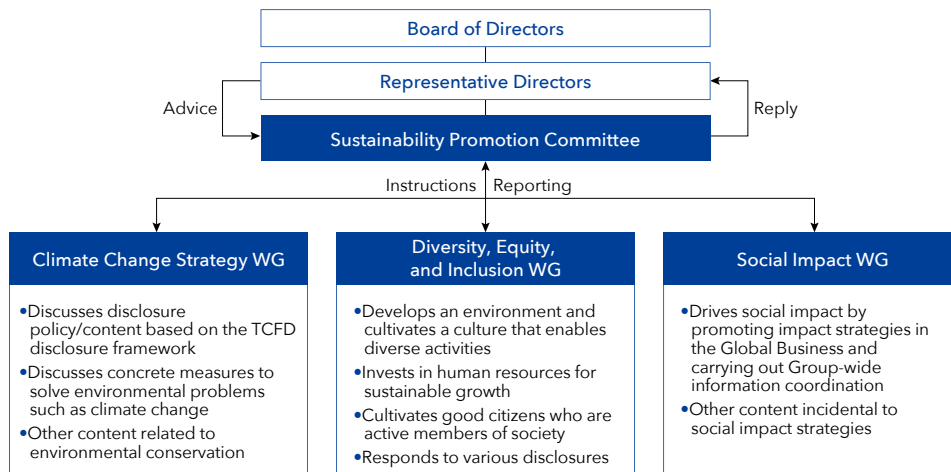 Board of Directors
Representative Directors
Advice
Reply
Sustainability Promotion Committee
Instructions
Reporting
Climate Change Strategy WG
•Discusses disclosure
policy/content based on the TCFD
disclosure framework
•Discusses concrete measures to
solve environmental problems
such as climate change
•Other content related to
environmental conservation
Diversity, Equity,
and Inclusion WG
•Develops an environment and
cultivates a culture that enables
diverse activities
•Invests in human resources for
sustainable growth
•Cultivates good citizens who are
active members of society
•Responds to various disclosures
Social Impact WG
•Drives social impact by
promoting impact strategies in
the Global Business and
carrying out Group-wide
information coordination
•Other content incidental to
social impact strategies